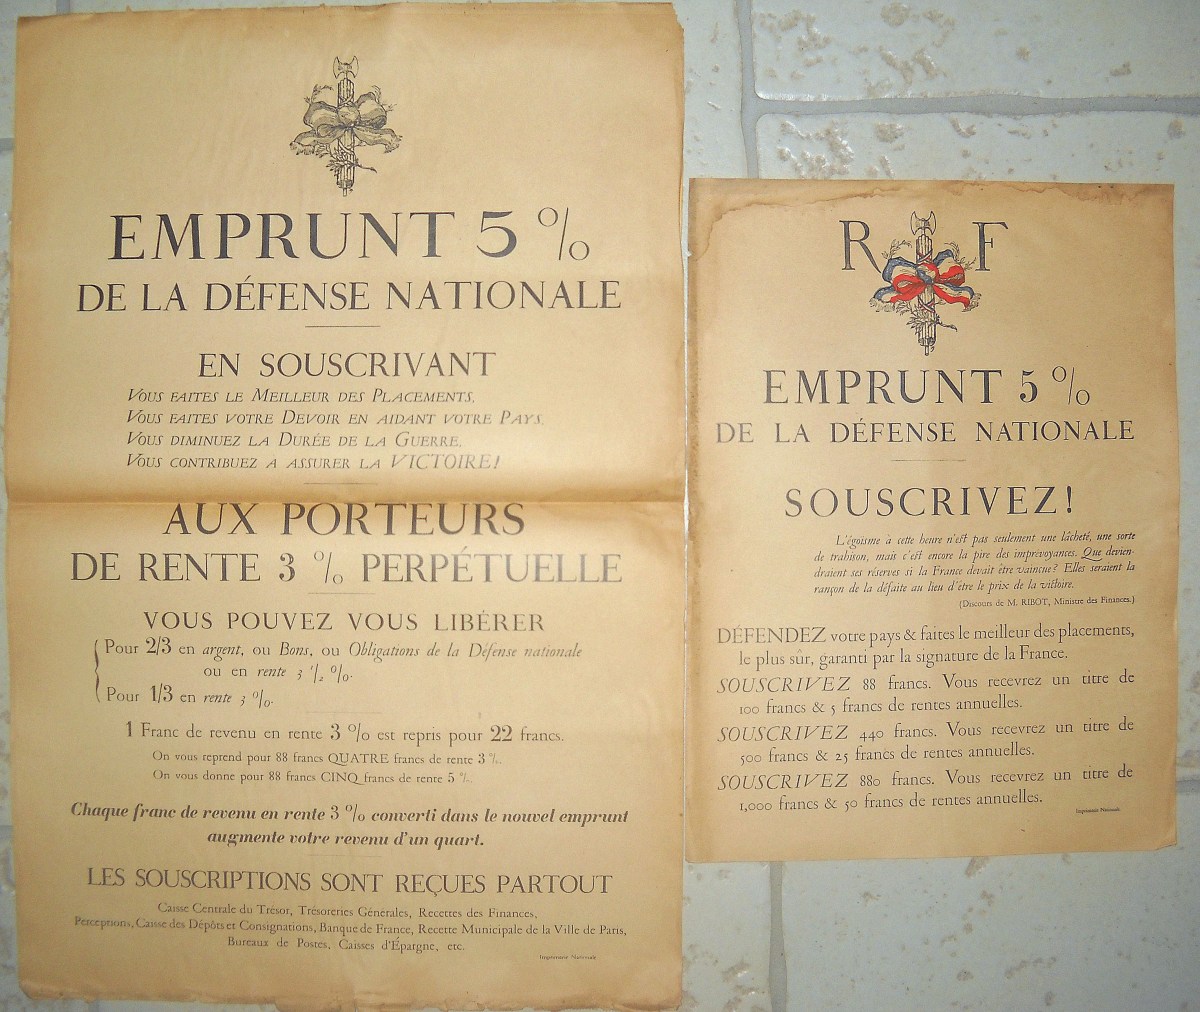 EMPRUNT 5 %
DE LA DÉFENSE NATIONALE
EN SOUSCRIVANT
VOUS FAITES LE MEILLEUR DES PLACEMENTS,
VOUS FAITES VOTRE DEVOIR EN AIDANT VOTRE PAYS,
VOUS DIMINUEZ LA DURÉE DE LA GUERRE,
VOUS CONTRIBUEZ A ASSURER LA VICTOIRE!
AUX PORTEURS
DE RENTE 3 % PERPÉTUELLE
VOUS POUVEZ VOUS LIBÉRER
Pour 2/3 en argent, ou Bons, ou Obligations de la Défense nationale
ou en rente 3 1/2 %.
Pour 1/3 en rente 3 %.
1 Franc de revenu en rente 3 % est repris pour 22 francs.
On vous reprend pour 88 francs QUATRE francs de rente 3 %.
On vous donne pour 88 francs CINQ francs de rente 5 %.
Chaque franc de revenu en rente 3 % converti dans le nouvel emprunt
augmente votre revenu d'un quart.
LES SOUSCRIPTIONS SONT REÇUES PARTOUT
Caisse Centrale du Trésor, Trésoreries Générales, Recettes des Finances,
Perceptions, Caisse des Dépôts et Consignations, Banque de France, Recette Municipale de la Ville de Paris,
Bureaux de Postes, Caisses d'Épargne, etc.
Imprimerie Nationale
R F
EMPRUNT 5 %
DE LA DÉFENSE NATIONALE
SOUSCRIVEZ!
L'égoïsme à cette heure n'est pas seulement une lâcheté, une sorte
de trahison, mais c'est encore la pire des imprévoyances. Que devien-
draient ses réserves si la France devait être vaincue? Elles seraient la
rançon de la défaite au lieu d'être le prix de la victoire.
(Discours de M. RIBOT, Ministre des Finances.)
DÉFENDEZ votre pays & faites le meilleur des placements,
le plus sûr, garanti par la signature de la France.
SOUSCRIVEZ 88 francs. Vous recevrez un titre de
100 francs & 5 francs de rentes annuelles.
SOUSCRIVEZ 440 francs. Vous recevrez un titre de
500 francs & 25 francs de rentes annuelles.
SOUSCRIVEZ 880 francs. Vous recevrez un titre de
1,000 francs & 50 francs de rentes annuelles.
Imprimerie Nationale